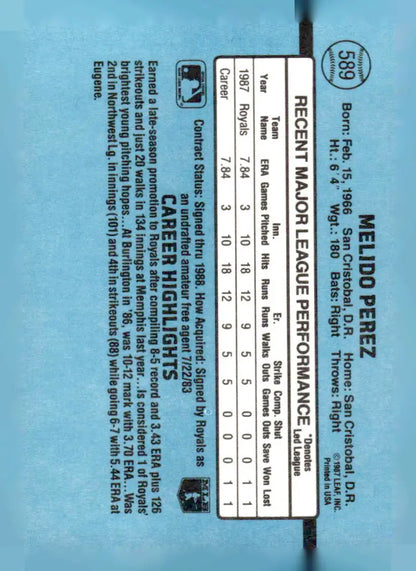 589
MELIDO PEREZ
Born: Feb. 15, 1966 San Cristobal, D.R. Home: San Cristobal, D.R.
Ht.: 6'4" Wgt.: 180 Bats: Right Throws: Right
© 1987 LEAF, INC.
Printed in USA
RECENT MAJOR LEAGUE PERFORMANCE *Denotes Led League
Year Team Name ERA Games Inn. Pitched Hits Runs Er. Runs Walks Strike Outs Comp. Games Shut Outs Save Won Lost
1987 Royals 7.84 3 10 18 12 9 5 5 0 0 0 1 1
Career 7.84 3 10 18 12 9 5 5 0 0 0 1 1
Contract Status: Signed thru 1988. How Acquired: Signed by Royals as
an undrafted amateur free agent 7/22/83
CAREER HIGHLIGHTS
Earned a late-season promotion to Royals after compiling 8-5 record and 3.43 ERA plus 126
strikeouts and just 20 walks in 134 innings at Memphis last year...Is considered 1 of Royals'
brightest young pitching hopes...At Burlington in '86, was 10-12 mark with 3.70 ERA...Was
2nd in Northwest Lg. in innings (101) and 4th in strikeouts (88) while going 6-7 with 5.44 ERA at
Eugene.